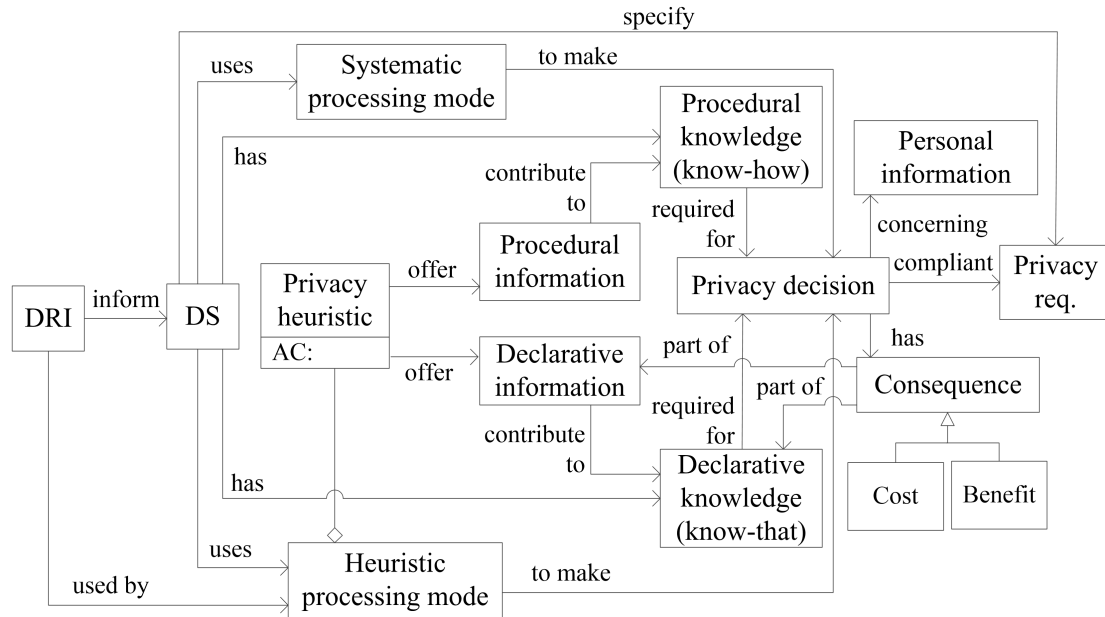 specify
uses
Systematic
processing mode
to make
has
Procedural
knowledge
(know-how)
Personal
information
contribute
to
required
for
concerning
compliant
Procedural
information
offer
Privacy
heuristic
AC:
Privacy decision
Privacy
req.
DRI
inform
DS
offer
Declarative
information
part of
has
Consequence
part of
required
for
contribute
to
has
Declarative
knowledge
(know-that)
Cost
Benefit
uses
used by
Heuristic
processing mode
to make